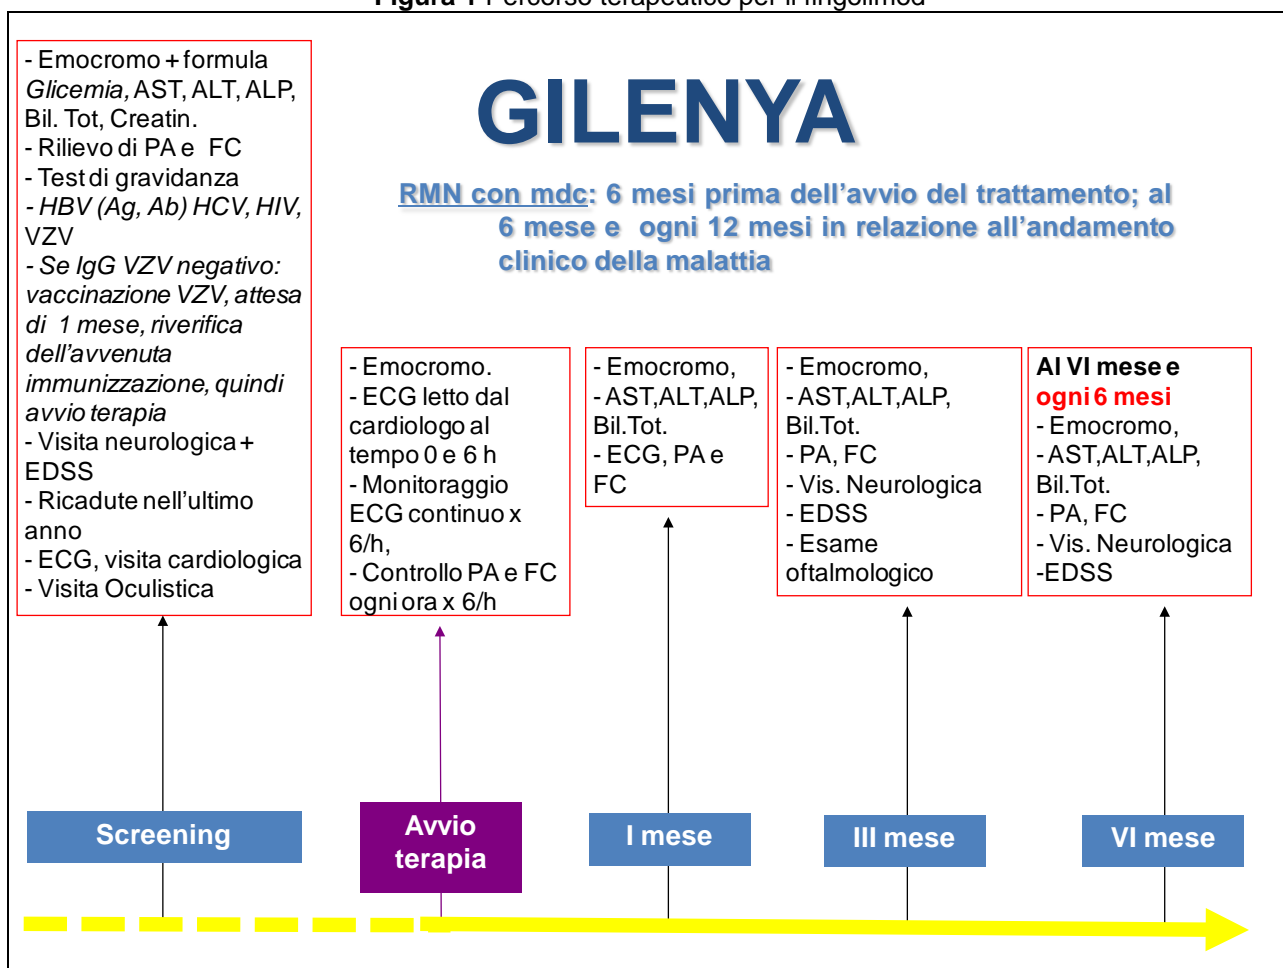 Figura 1 Percorso terapeutico per il fingolimod
- Emocromo + formula
Glicemia, AST, ALT, ALP,
Bil. Tot, Creatin.
- Rilievo di PA e FC
- Test di gravidanza
- HBV (Ag, Ab) HCV, HIV,
VZV
- Se IgG VZV negativo:
vaccinazione VZV, attesa
di 1 mese, riverifica
dell'avvenuta
immunizzazione, quindi
avvio terapia
- Visita neurologica +
EDSS
- Ricadute nell'ultimo
anno
- ECG, visita cardiologica
- Visita Oculistica
GILENYA
RMN con mdc: 6 mesi prima dell'avvio del trattamento; al
6 mese e ogni 12 mesi in relazione all'andamento
clinico della malattia
- Emocromo.
- ECG letto dal
cardiologo al
tempo 0 e 6 h
- Monitoraggio
ECG continuo x
6/h,
- Controllo PA e FC
ogni ora x 6/h
- Emocromo,
- AST,ALT,ALP,
Bil.Tot.
- ECG, PA e
FC
- Emocromo,
- AST,ALT,ALP,
Bil.Tot.
- PA, FC
- Vis. Neurologica
- EDSS
- Esame
oftalmologico
Al VI mese e
ogni 6 mesi
- Emocromo,
- AST,ALT,ALP,
Bil.Tot.
- PA, FC
- Vis. Neurologica
-EDSS
Screening
Avvio
terapia
I mese
III mese
VI mese